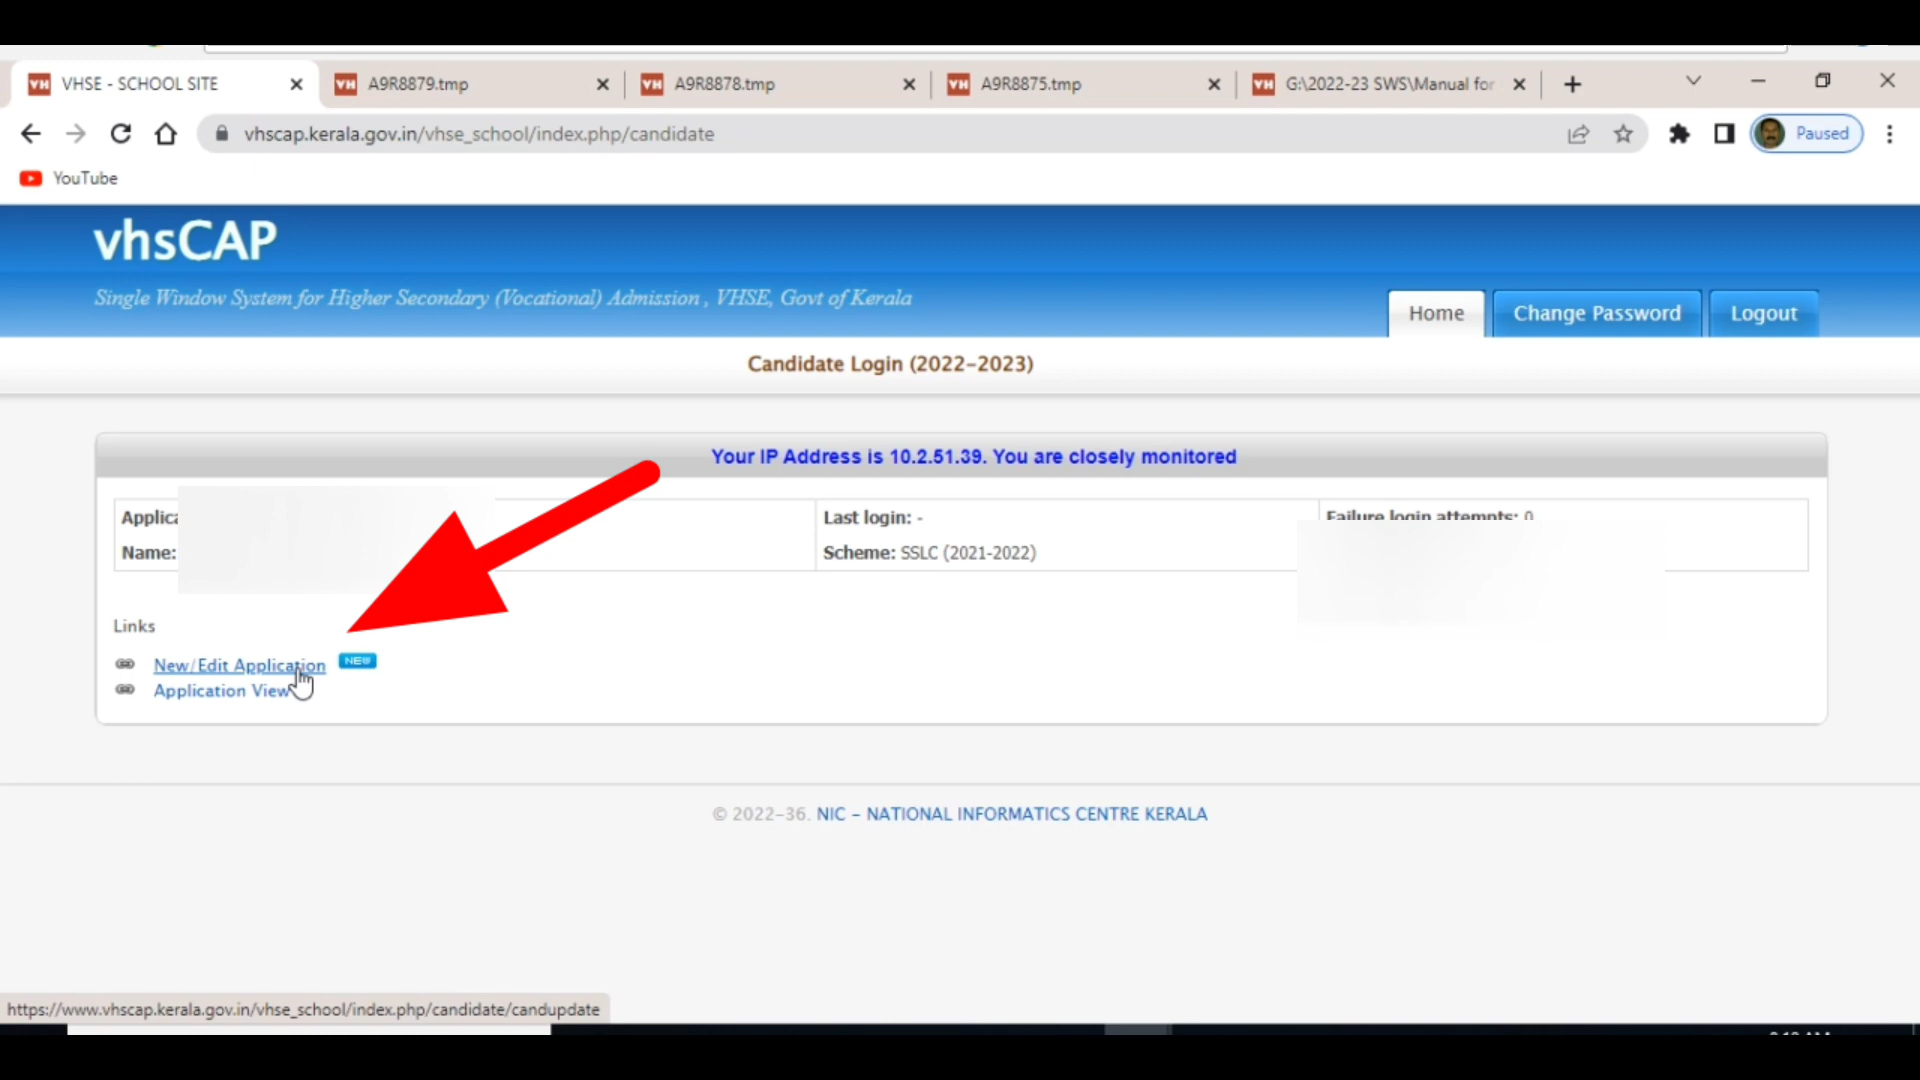 VHSE - SCHOOL SITE
A9R8879.tmp
A9R8878.tmp
A9R8875.tmp
G:\2022-23 SWS\Manual for
vhscap.kerala.gov.in/vhse_school/index.php/candidate
Paused
YouTube
vhsCAP
Single Window System for Higher Secondary (Vocational) Admission , VHSE, Govt of Kerala
Home
Change Password
Logout
Candidate Login (2022-2023)
Your IP Address is 10.2.51.39. You are closely monitored
Last login: -
Failure login attempts: 0
Name:
Scheme: SSLC (2021-2022)
Links
New/Edit Application
NEW
Application View
© 2022-36. NIC - NATIONAL INFORMATICS CENTRE KERALA
https://www.vhscap.kerala.gov.in/vhse_school/index.php/candidate/candupdate